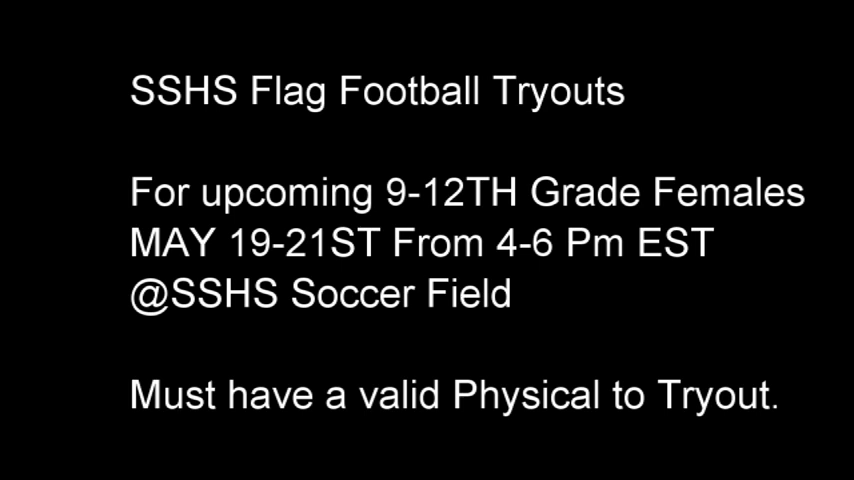 SSHS Flag Football Tryouts
For upcoming 9-12TH Grade Females
MAY 19-21ST From 4-6 Pm EST
@SSHS Soccer Field
Must have a valid Physical to Tryout.